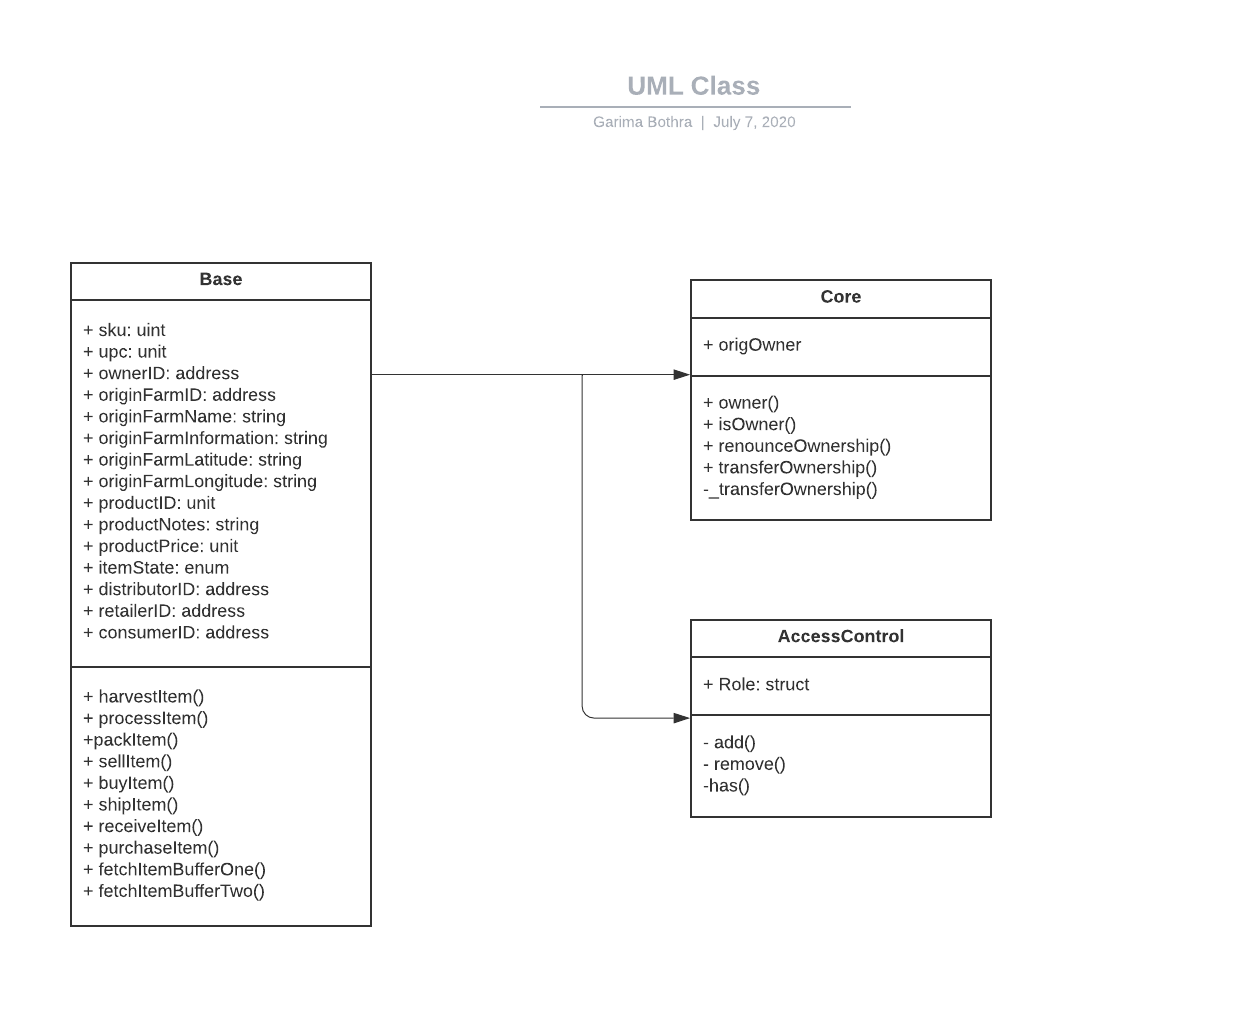 UML Class
Garima Bothra | July 7, 2020
Base
+ sku: uint
+ upc: unit
+ ownerID: address
+ originFarmID: address
+ originFarmName: string
+ originFarmInformation: string
+ originFarmLatitude: string
+ originFarmLongitude: string
+ productID: unit
+ productNotes: string
+ productPrice: unit
+ itemState: enum
+ distributorID: address
+ retailerID: address
+ consumerID: address
+ harvestItem()
+ processItem()
+packItem()
+ sellItem()
+ buyItem()
+ shipItem()
+ receiveItem()
+ purchaseItem()
+ fetchItemBufferOne()
+ fetchItemBufferTwo()
Core
+ origOwner
+ owner()
+ isOwner()
+ renounceOwnership()
+ transferOwnership()
-_transferOwnership()
AccessControl
+ Role: struct
- add()
- remove()
-has()